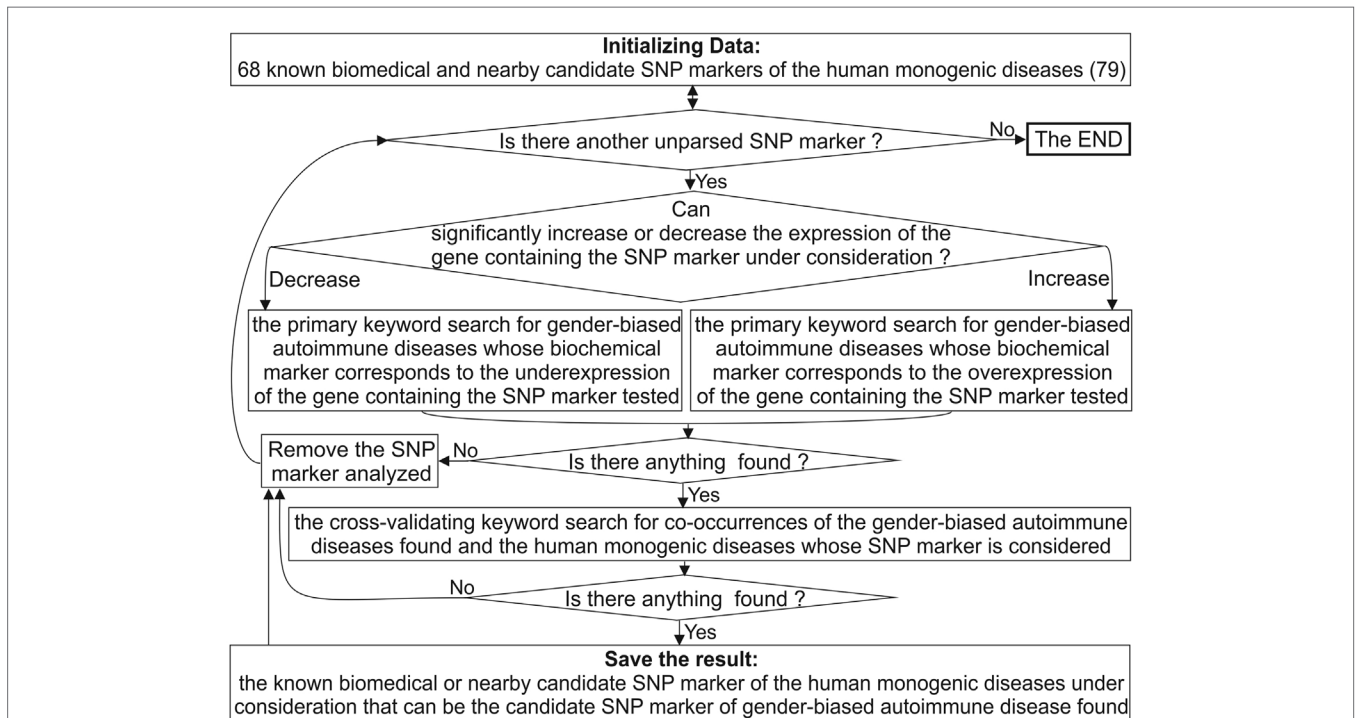 Initializing Data:
68 known biomedical and nearby candidate SNP markers of the human monogenic diseases (79)
Is there another unparsed SNP marker ?
No
The END
Yes
Can
significantly increase or decrease the expression of the
gene containing the SNP marker under consideration ?
Decrease
Increase
the primary keyword search for gender-biased
autoimmune diseases whose biochemical
marker corresponds to the underexpression
of the gene containing the SNP marker tested
the primary keyword search for gender-biased
autoimmune diseases whose biochemical
marker corresponds to the overexpression
of the gene containing the SNP marker tested
Remove the SNP
marker analyzed
No
Is there anything found ?
Yes
the cross-validating keyword search for co-occurrences of the gender-biased autoimmune
diseases found and the human monogenic diseases whose SNP marker is considered
No
Is there anything found ?
Yes
Save the result:
the known biomedical or nearby candidate SNP marker of the human monogenic diseases under
consideration that can be the candidate SNP marker of gender-biased autoimmune disease found